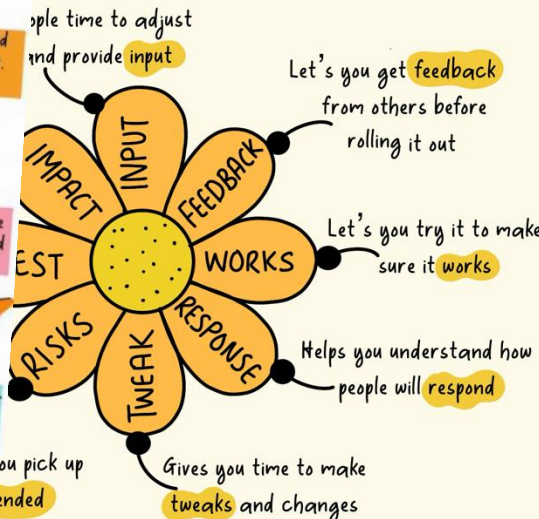 ople time to adjust
and provide input
Let's you get feedback
from others before
rolling it out
INPUT
IMPACT
FEEDBACK
EST
WORKS
Let's you try it to make
sure it works
RISKS
RESPONSE
TWEAK
Helps you understand how
people will respond
ou pick up
ended
Gives you time to make
tweaks and changes